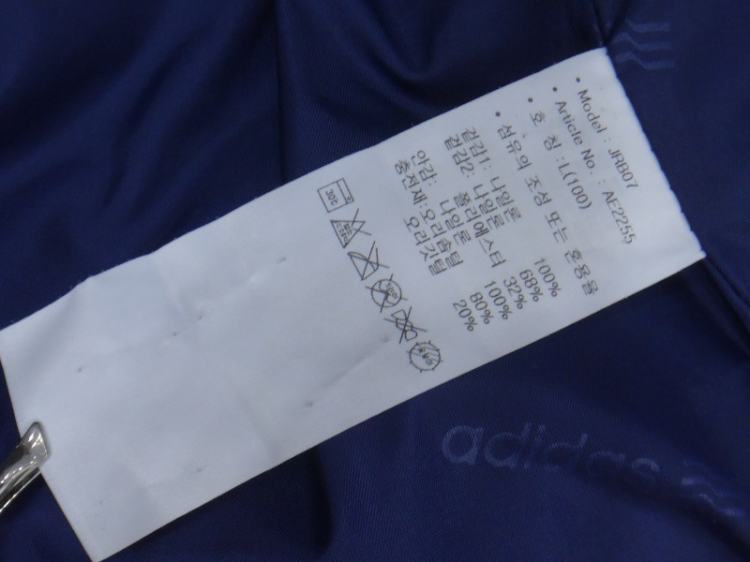 • Model : JRB07
• Article No. : AE2255
• 호 칭 : L(100)
• 섬유의 조성 또는 혼용율
겉감1: 나일론 100%
겉감2: 나일론 68%
폴리에스터 32%
안감: 나일론 100%
충전재: 오리솜털 80%
오리깃털 20%
adidas